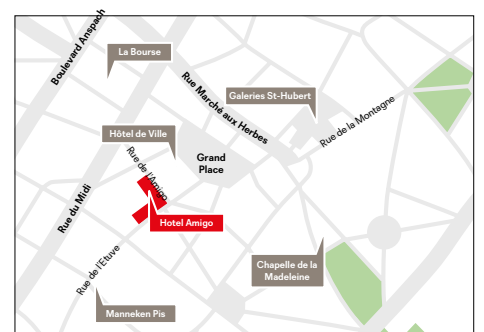 La Bourse
Boulevard Anspach
Rue Marché aux Herbes
Galeries St-Hubert
Rue de la Montagne
Hôtel de Ville
Rue de l'Amigo
Grand
Place
Rue du Midi
Hotel Amigo
Rue de l'Etuve
Chapelle de la
Madeleine
Manneken Pis